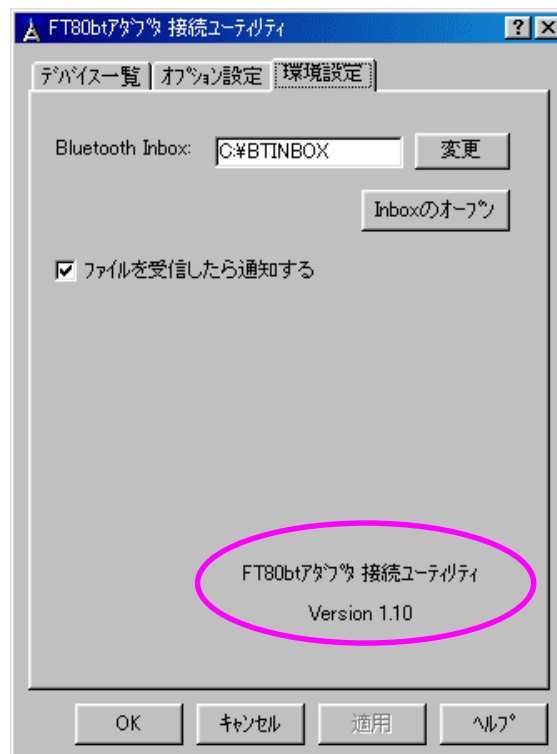 FT80btｱﾀﾞﾌﾟﾀ 接続ﾕｰﾃｨﾘﾃｨ
ﾃﾞﾊﾞｲｽ一覧 ｵﾌﾟｼｮﾝ設定 環境設定
Bluetooth Inbox: C:¥BTINBOX 変更
Inboxのｵｰﾌﾟﾝ
ﾌｧｲﾙを受信したら通知する
FT80btｱﾀﾞﾌﾟﾀ 接続ﾕｰﾃｨﾘﾃｨ
Version 1.10
OK ｷｬﾝｾﾙ 適用 ﾍﾙﾌﾟ